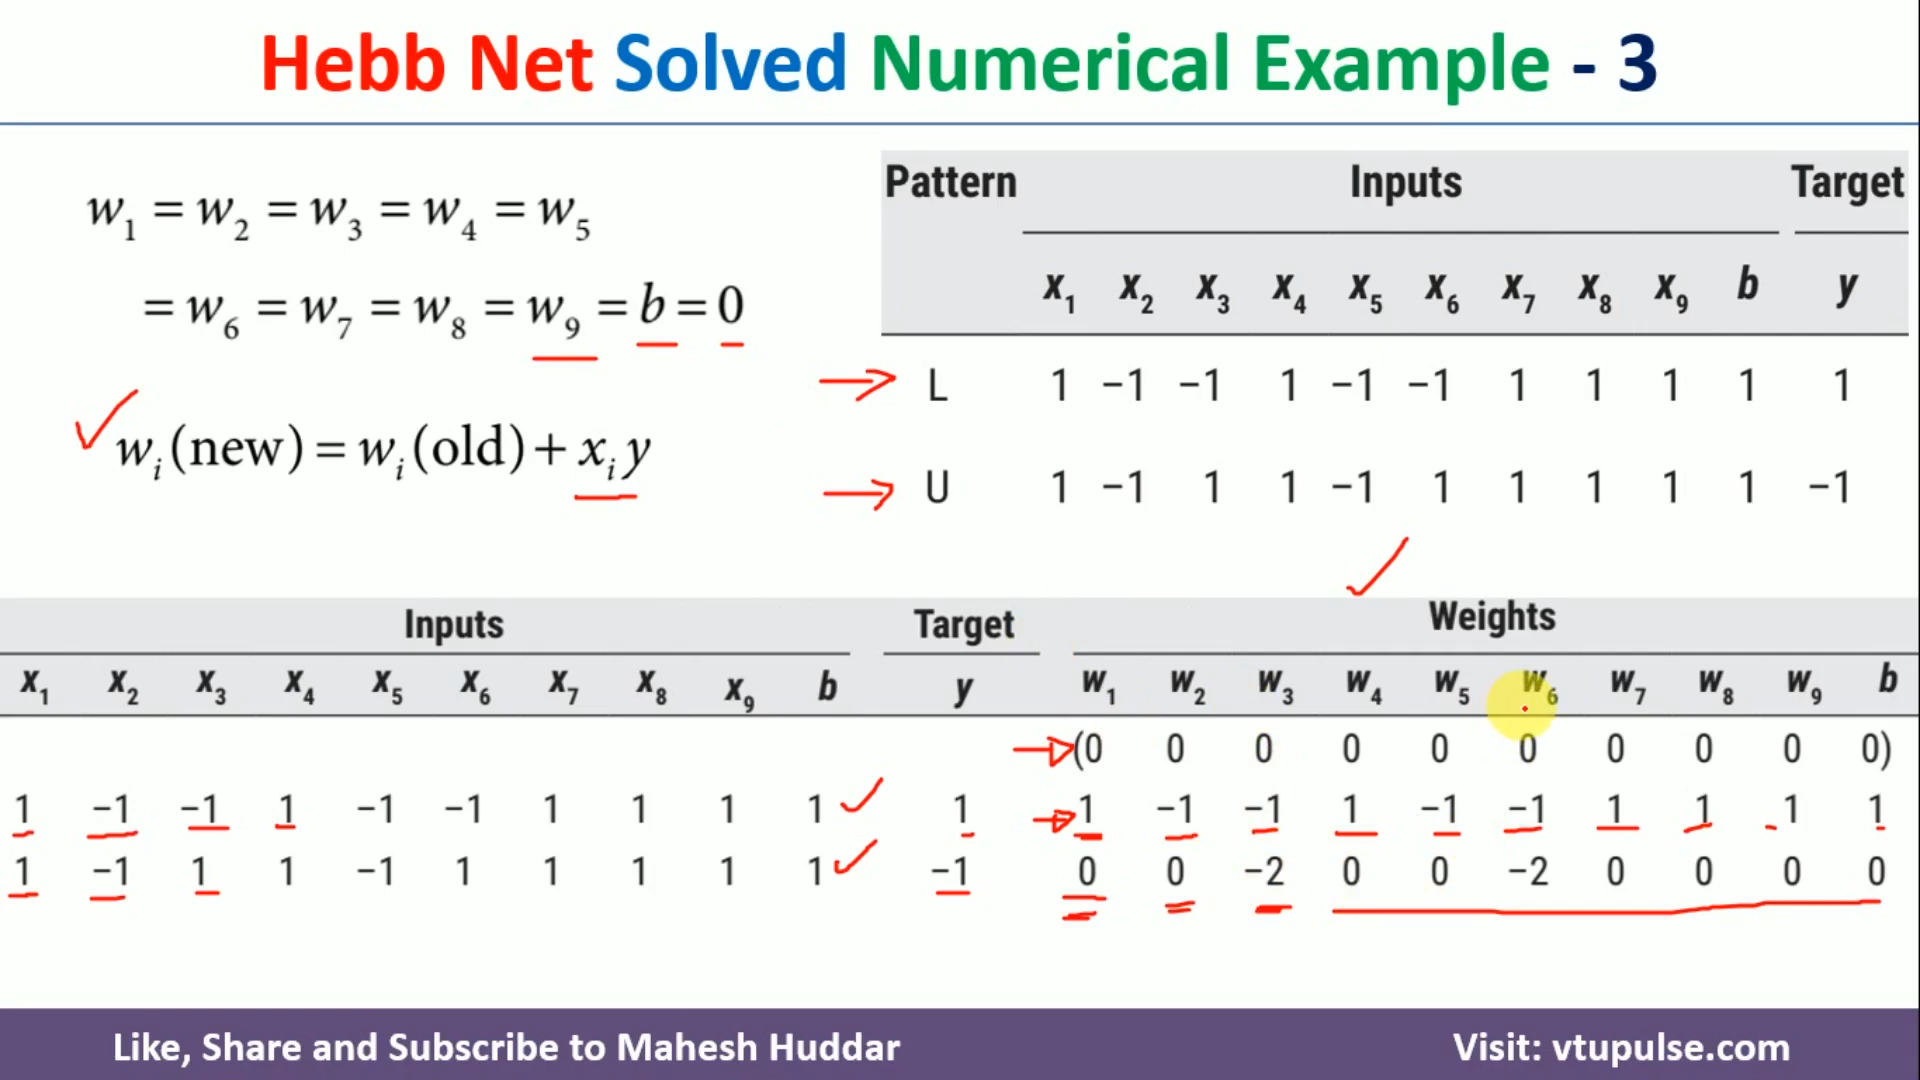 Hebb Net Solved Numerical Example - 3
w1 = w2 = w3 = w4 = w5
= w6 = w7 = w8 = w9 = b = 0
wi(new) = wi(old) + xi y
Pattern Inputs Target
x1 x2 x3 x4 x5 x6 x7 x8 x9 b y
L 1 −1 −1 1 −1 −1 1 1 1 1 1
U 1 −1 1 1 −1 1 1 1 1 1 −1
Inputs Target Weights
x1 x2 x3 x4 x5 x6 x7 x8 x9 b y w1 w2 w3 w4 w5 w6 w7 w8 w9 b
(0 0 0 0 0 0 0 0 0 0)
1 −1 −1 1 −1 −1 1 1 1 1 1 1 −1 −1 1 −1 −1 1 1 1 1
1 −1 1 1 −1 1 1 1 1 1 −1 0 0 −2 0 0 −2 0 0 0 0
Like, Share and Subscribe to Mahesh Huddar Visit: vtupulse.com